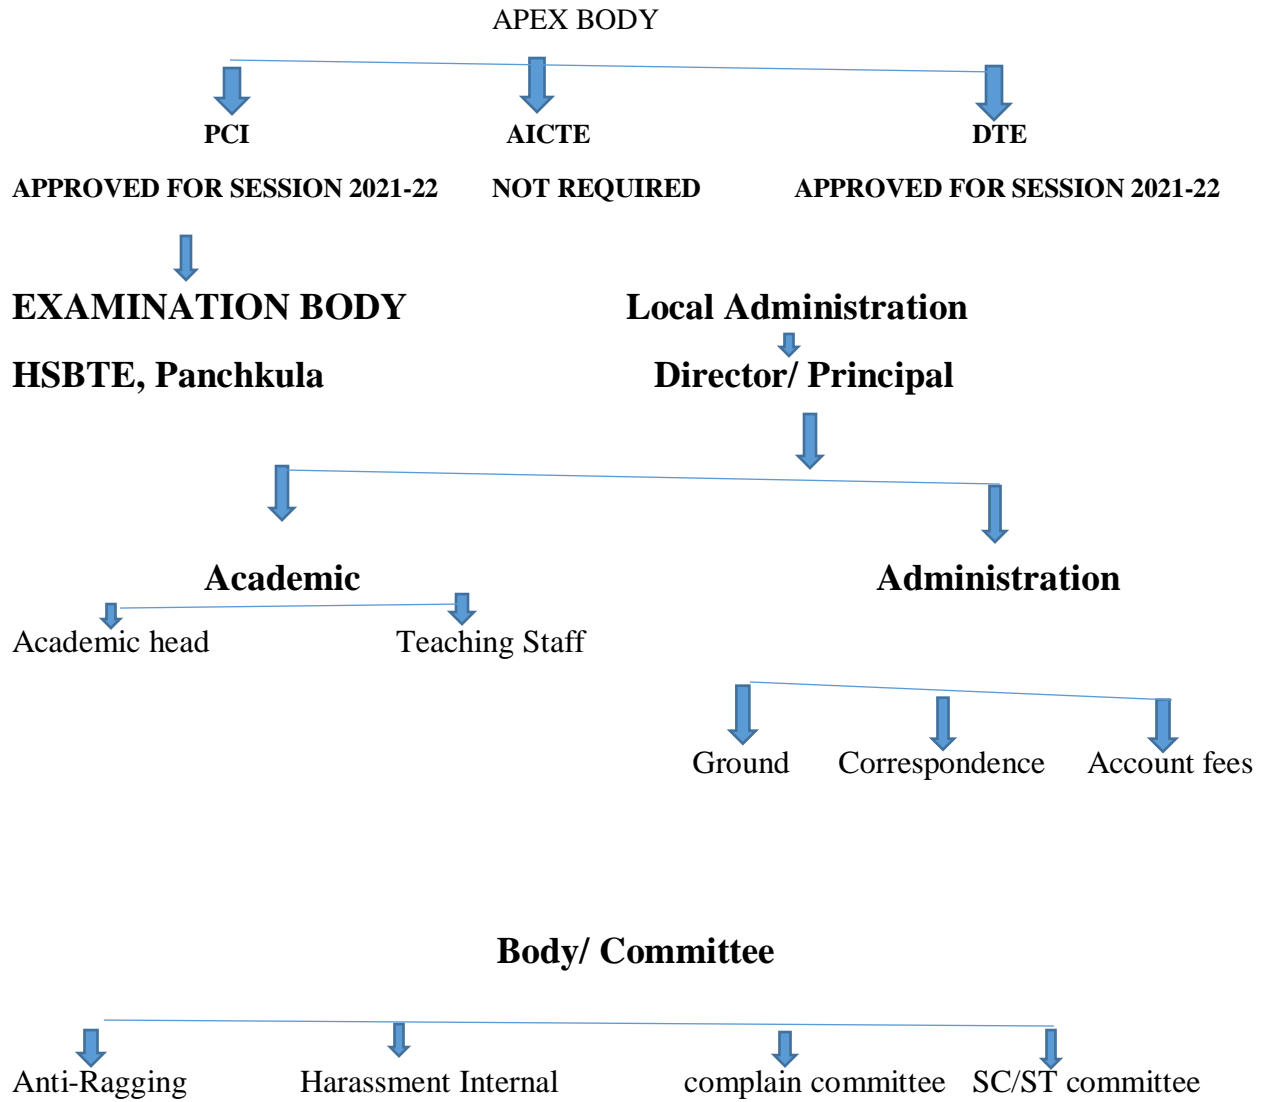 APEX BODY
PCI AICTE DTE
APPROVED FOR SESSION 2021-22 NOT REQUIRED APPROVED FOR SESSION 2021-22
EXAMINATION BODY Local Administration
HSBTE, Panchkula Director/ Principal
Academic Administration
Academic head Teaching Staff
Ground Correspondence Account fees
Body/ Committee
Anti-Ragging Harassment Internal complain committee SC/ST committee